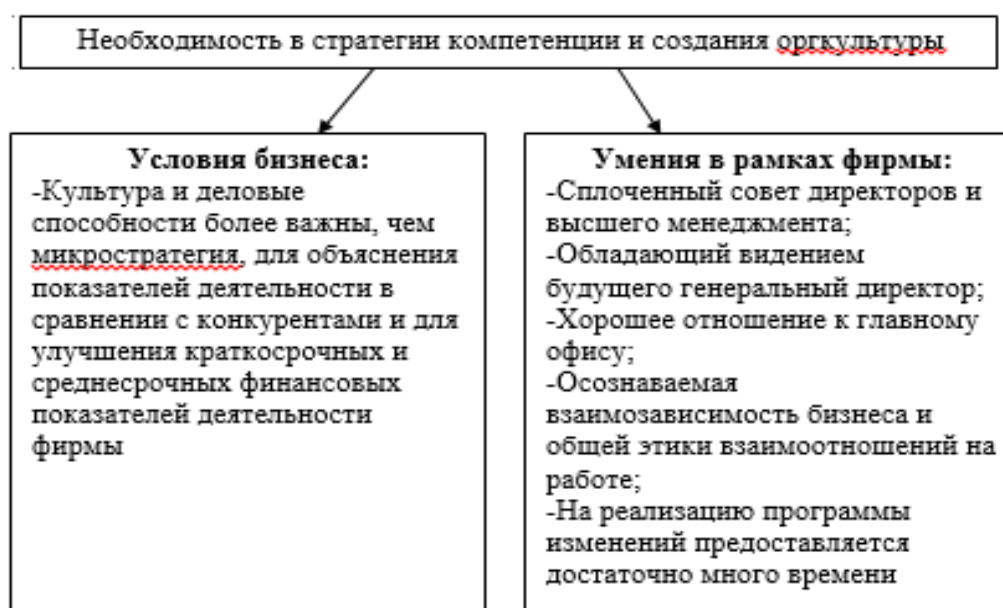 Необходимость в стратегии компетенции и создания оргкультуры
Условия бизнеса:
-Культура и деловые
способности более важны, чем
микростратегия, для объяснения
показателей деятельности в
сравнении с конкурентами и для
улучшения краткосрочных и
среднесрочных финансовых
показателей деятельности
фирмы
Умения в рамках фирмы:
-Сплоченный совет директоров и
высшего менеджмента;
-Обладающий видением
будущего генеральный директор;
-Хорошее отношение к главному
офису;
-Осознаваемая
взаимозависимость бизнеса и
общей этики взаимоотношений на
работе;
-На реализацию программы
изменений предоставляется
достаточно много времени